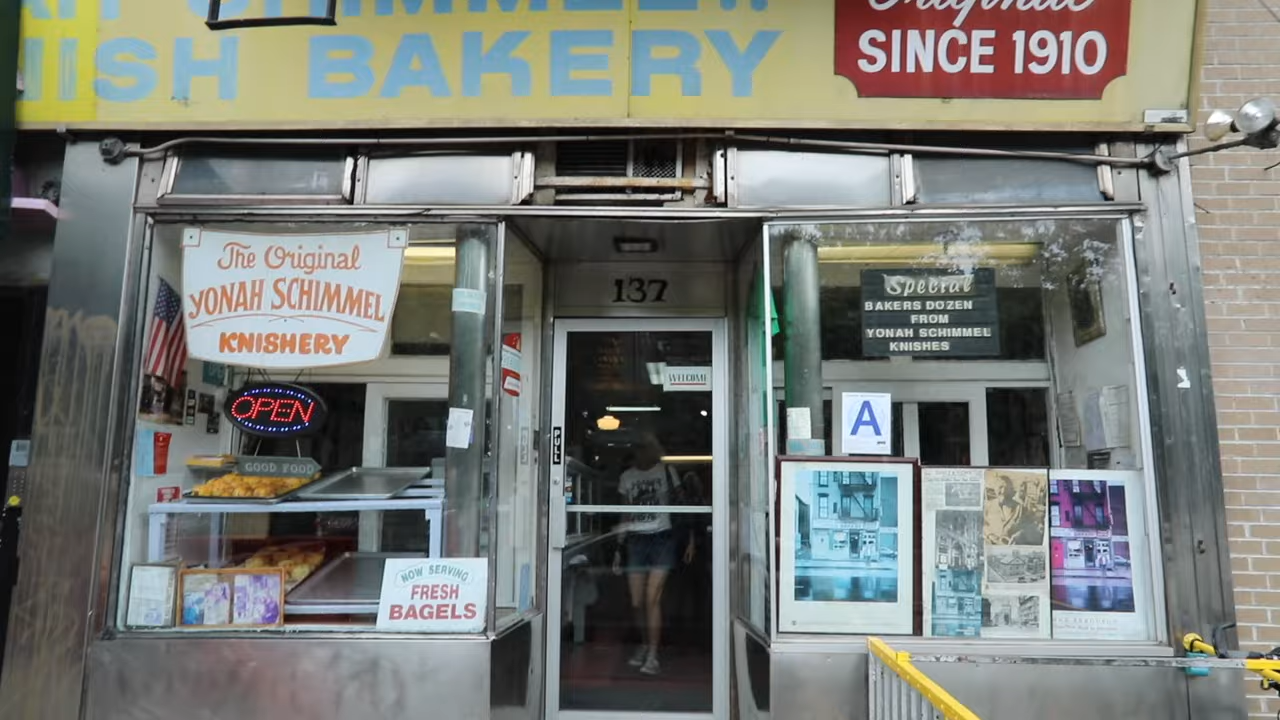 SCHIMMEL
ISH BAKERY
Original
SINCE 1910
137
The Original
YONAH SCHIMMEL
KNISHERY
OPEN
GOOD FOOD
NOW SERVING
FRESH
BAGELS
WELCOME
Special
BAKERS DOZEN
FROM
YONAH SCHIMMEL
KNISHES
A